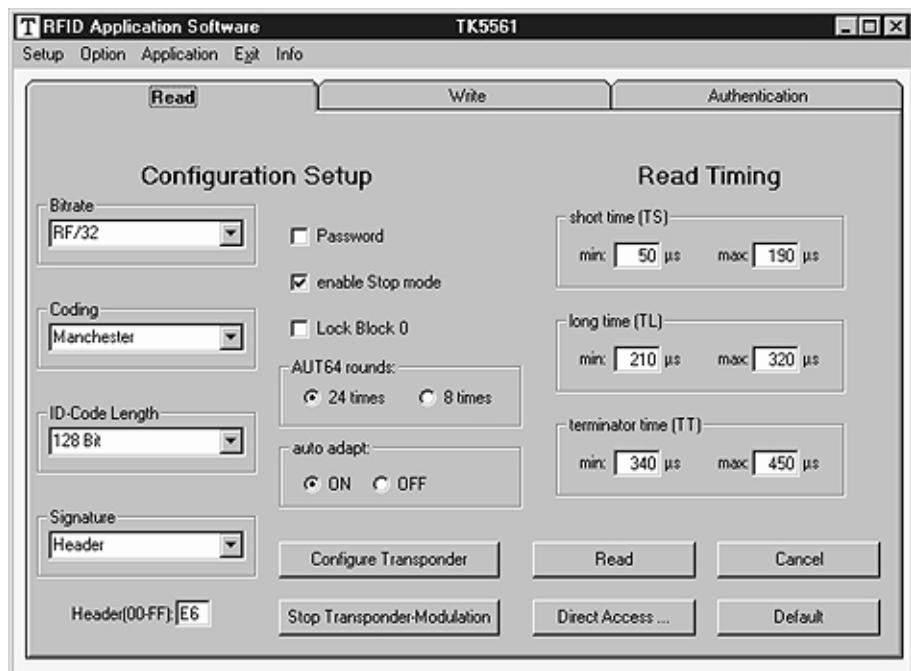 T RFID Application Software TK5561
Setup Option Application Exit Info
Read Write Authentication
Configuration Setup
Bitrate
RF/32
Coding
Manchester
ID-Code Length
128 Bit
Signature
Header
Header(00-FF): E6
Password
enable Stop mode
Lock Block 0
AUT64 rounds:
24 times 8 times
auto adapt:
ON OFF
Configure Transponder
Stop Transponder-Modulation
Read Timing
short time (TS)
min: 50 µs max: 190 µs
long time (TL)
min: 210 µs max: 320 µs
terminator time (TT)
min: 340 µs max: 450 µs
Read Cancel
Direct Access ... Default